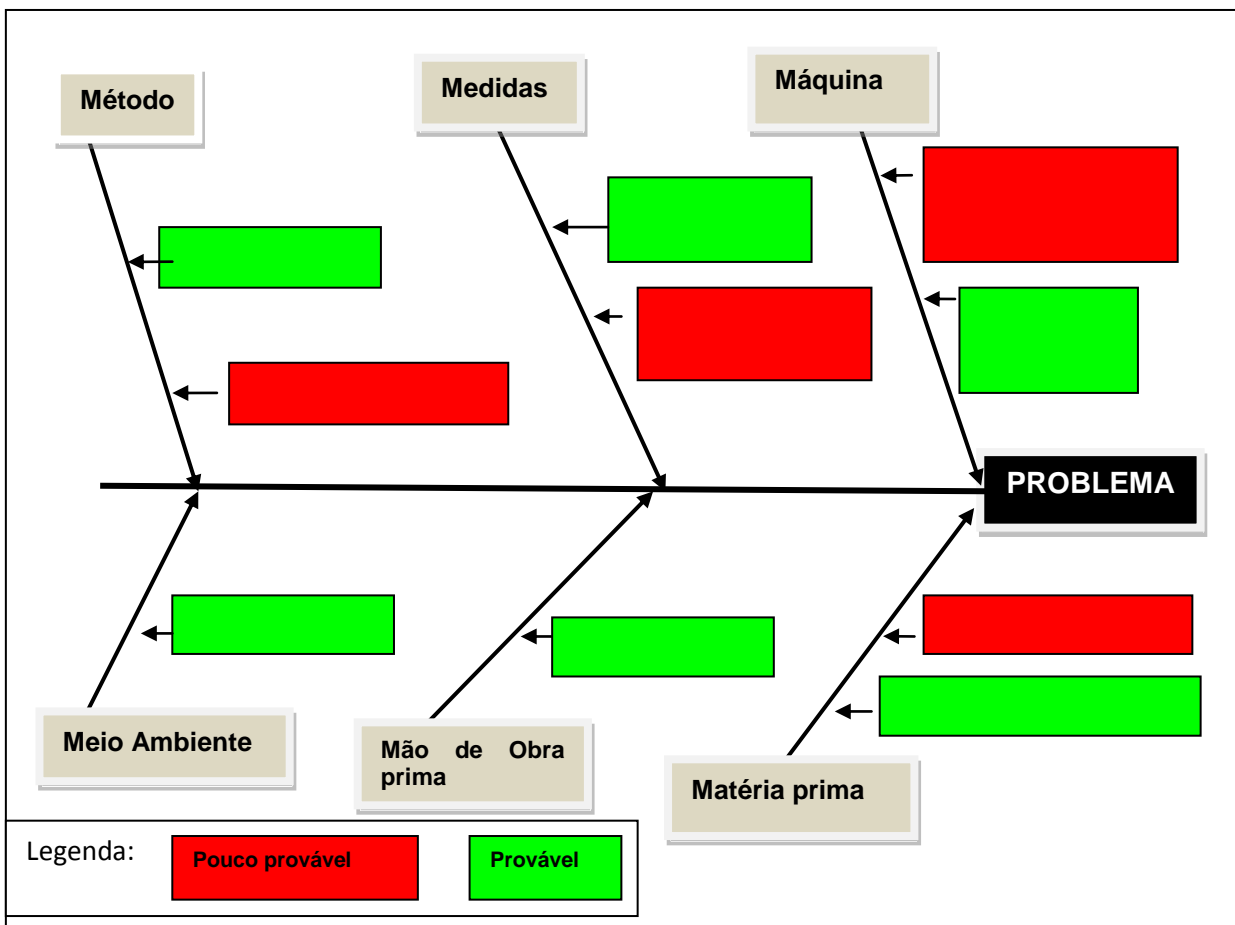 Método
Medidas
Máquina
PROBLEMA
Meio Ambiente
Mão de Obra
prima
Matéria prima
Legenda:
Pouco provável
Provável